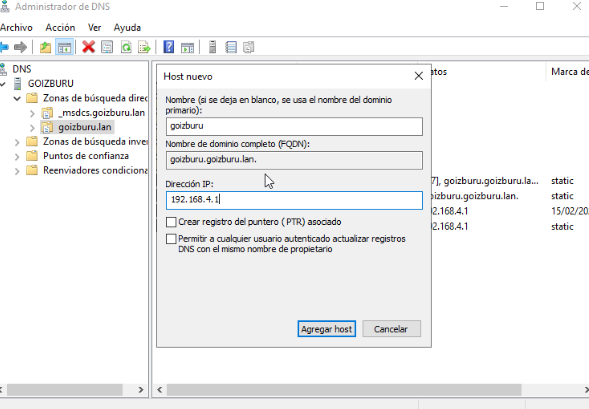 Administrador de DNS
Archivo Acción Ver Ayuda
DNS
GOIZBURU
Zonas de búsqueda direc
_msdcs.goizburu.lan
goizburu.lan
Zonas de búsqueda inver
Puntos de confianza
Reenviadores condiciona
Host nuevo
Nombre (si se deja en blanco, se usa el nombre del dominio
primario):
goizburu
Nombre de dominio completo (FQDN):
goizburu.goizburu.lan.
Dirección IP:
192.168.4.1
Crear registro del puntero (PTR) asociado
Permitir a cualquier usuario autenticado actualizar registros
DNS con el mismo nombre de propietario
Agregar host Cancelar
atos Marca de
7], goizburu.goizburu.la... static
oizburu.goizburu.lan. static
02.168.4.1 15/02/20
02.168.4.1 static